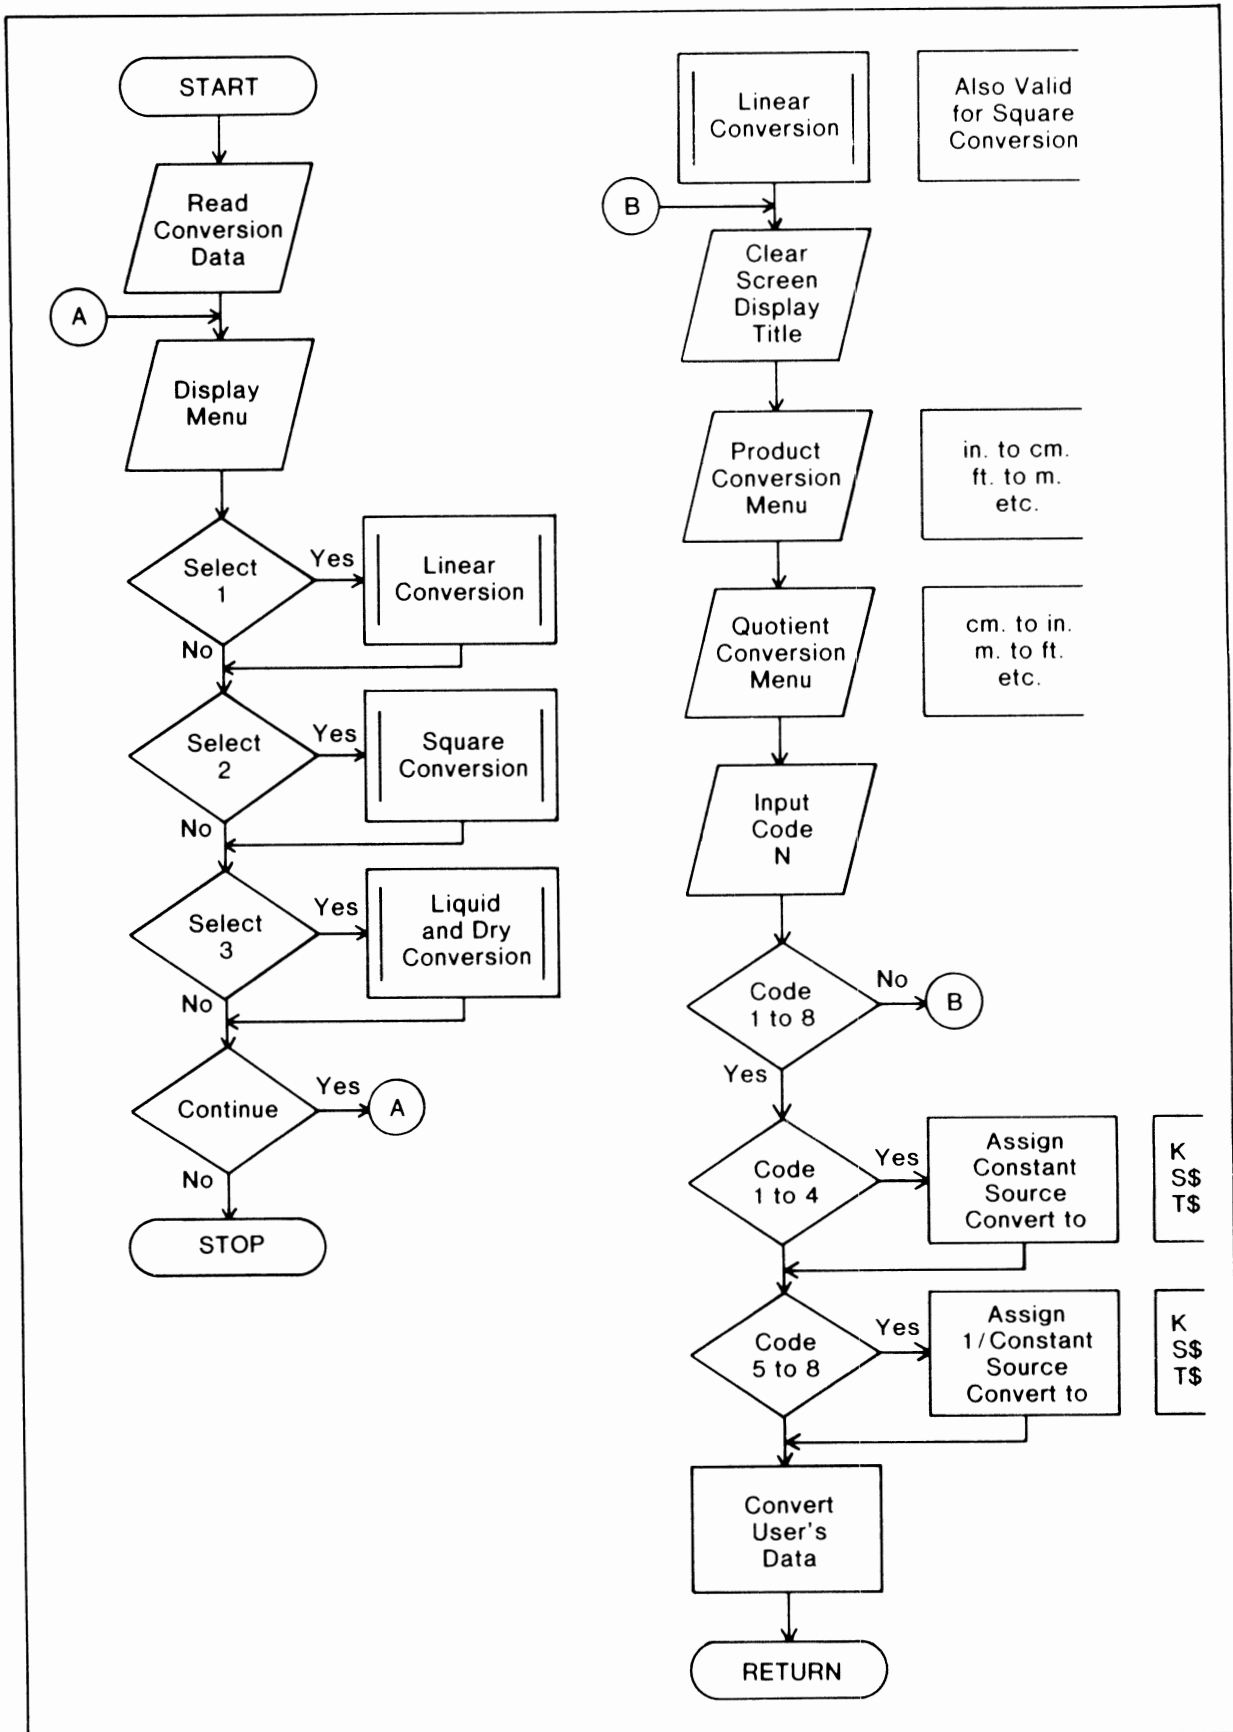 START
Read
Conversion
Data
A
Display
Menu
Select
1
Yes
Linear
Conversion
No
Select
2
Yes
Square
Conversion
No
Select
3
Yes
Liquid
and Dry
Conversion
No
Continue
Yes
A
No
STOP
Linear
Conversion
Also Valid
for Square
Conversion
B
Clear
Screen
Display
Title
Product
Conversion
Menu
in. to cm.
ft. to m.
etc.
Quotient
Conversion
Menu
cm. to in.
m. to ft.
etc.
Input
Code
N
Code
1 to 8
No
B
Yes
Code
1 to 4
Yes
Assign
Constant
Source
Convert to
K
S$
T$
Code
5 to 8
Yes
Assign
1/Constant
Source
Convert to
K
S$
T$
Convert
User's
Data
RETURN